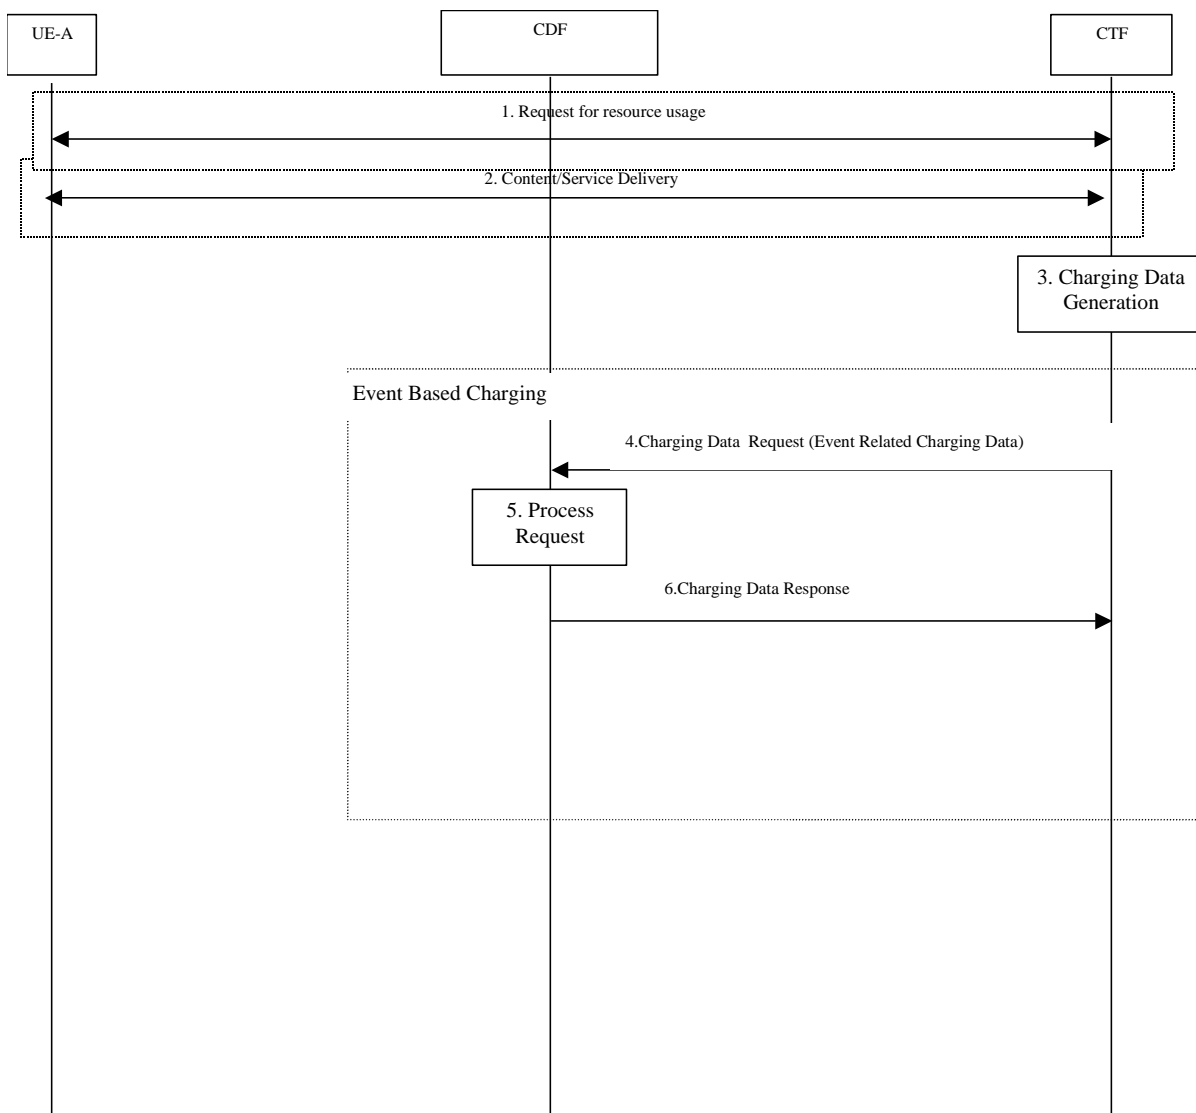 UE-A
CDF
CTF
1. Request for resource usage
2. Content/Service Delivery
3. Charging Data
Generation
Event Based Charging
4.Charging Data  Request (Event Related Charging Data)
5. Process
Request
6.Charging Data Response